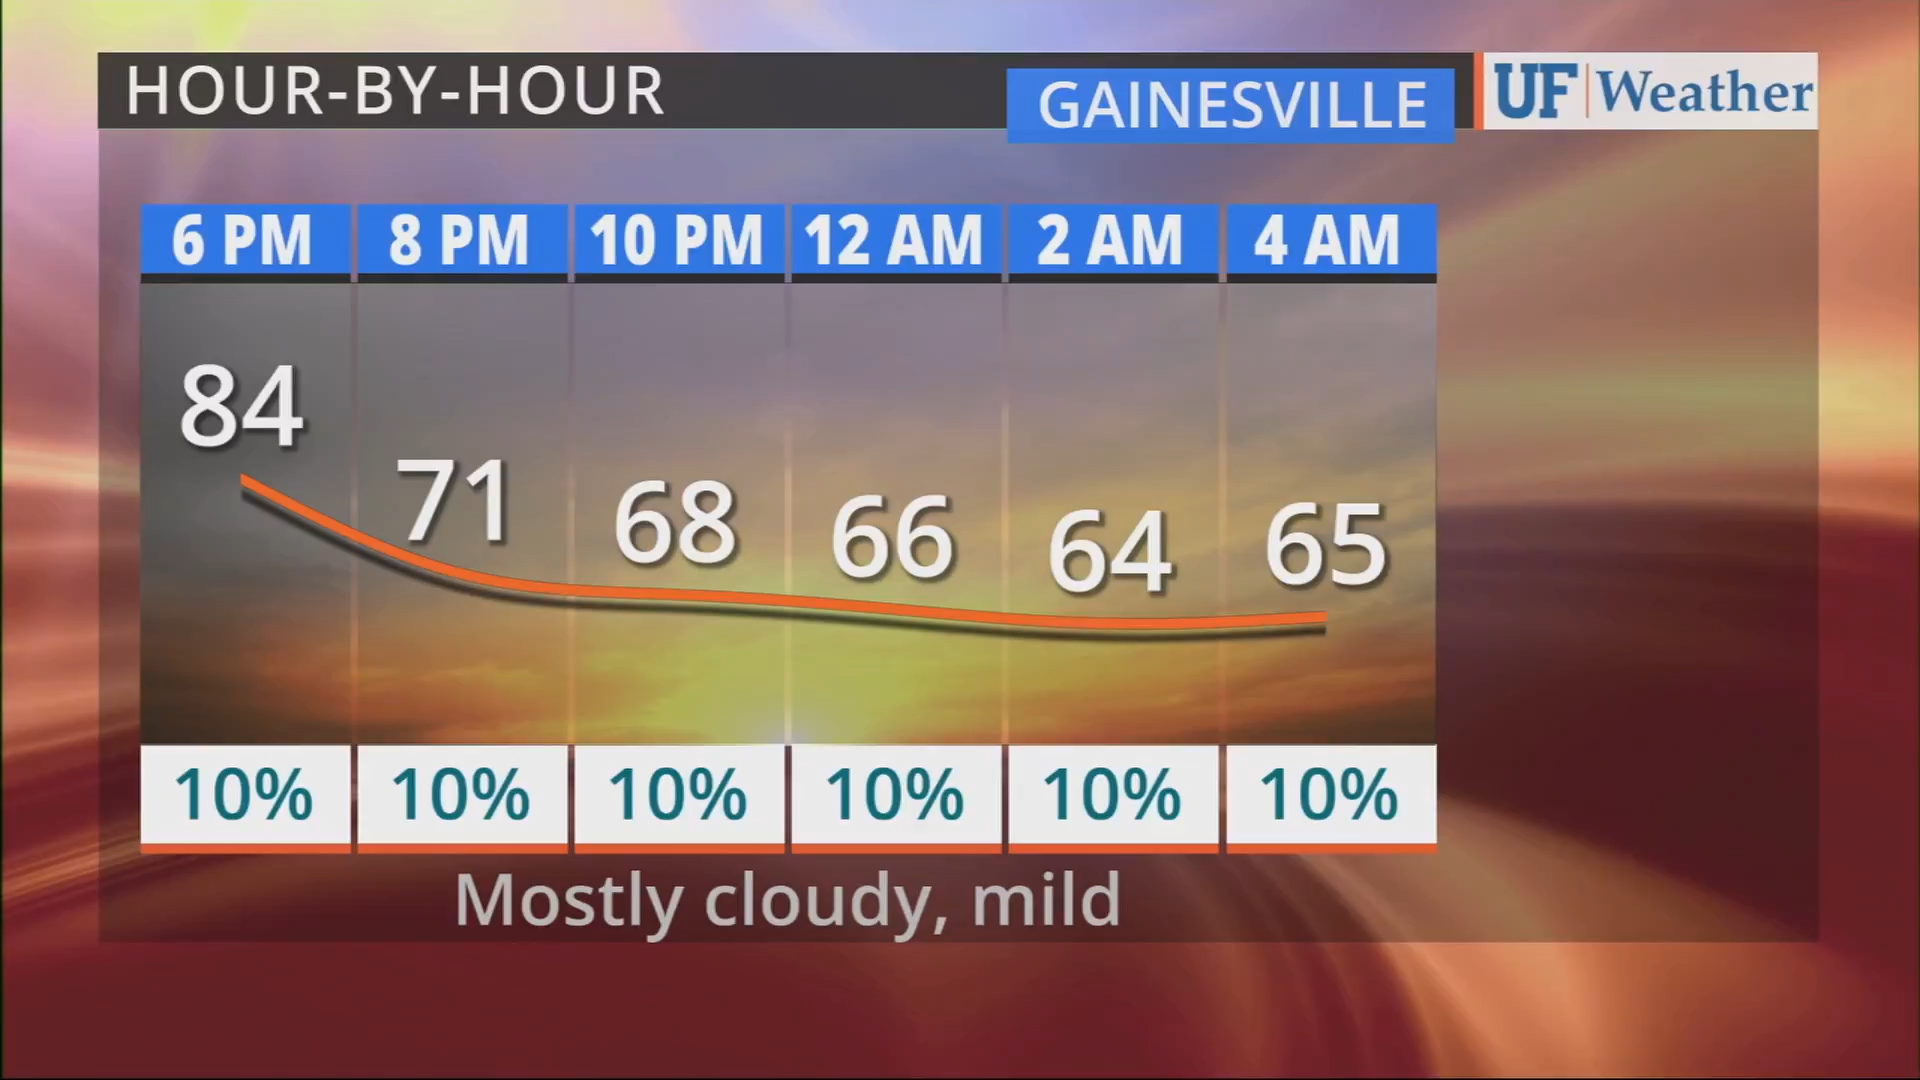 HOUR-BY-HOUR
GAINESVILLE
UF Weather
6 PM 8 PM 10 PM 12 AM 2 AM 4 AM
84 71 68 66 64 65
10% 10% 10% 10% 10% 10%
Mostly cloudy, mild